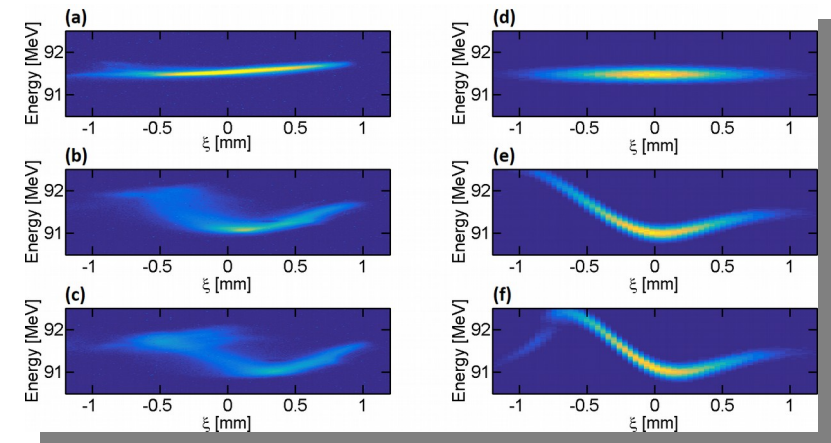 (a)
Energy [MeV]
92
91
-1 -0.5 0 0.5 1
ξ [mm]
(b)
Energy [MeV]
92
91
-1 -0.5 0 0.5 1
ξ [mm]
(c)
Energy [MeV]
92
91
-1 -0.5 0 0.5 1
ξ [mm]
(d)
Energy [MeV]
92
91
-1 -0.5 0 0.5 1
ξ [mm]
(e)
Energy [MeV]
92
91
-1 -0.5 0 0.5 1
ξ [mm]
(f)
Energy [MeV]
92
91
-1 -0.5 0 0.5 1
ξ [mm]